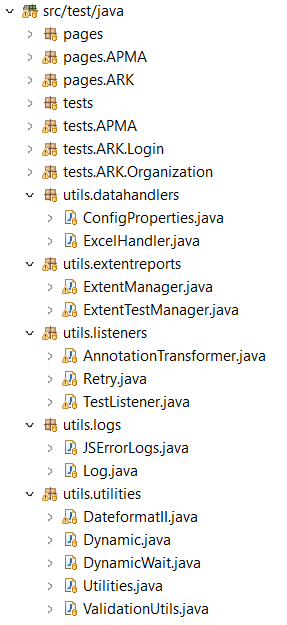 src/test/java
pages
pages.APMA
pages.ARK
tests
tests.APMA
tests.ARK.Login
tests.ARK.Organization
utils.datahandlers
ConfigProperties.java
ExcelHandler.java
utils.extentreports
ExtentManager.java
ExtentTestManager.java
utils.listeners
AnnotationTransformer.java
Retry.java
TestListener.java
utils.logs
JSErrorLogs.java
Log.java
utils.utilities
DateformatII.java
Dynamic.java
DynamicWait.java
Utilities.java
ValidationUtils.java